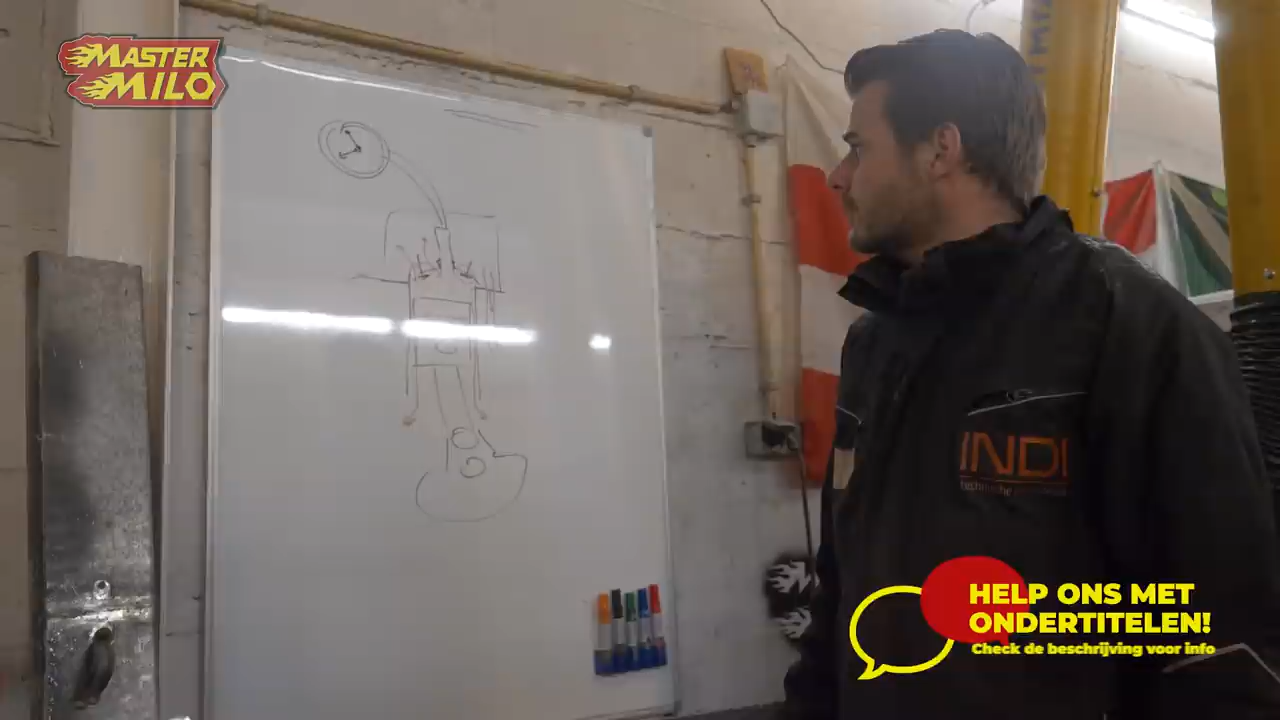 MASTER
MILO
INDI
HELP ONS MET
ONDERTITELEN!
Check de beschrijving voor info